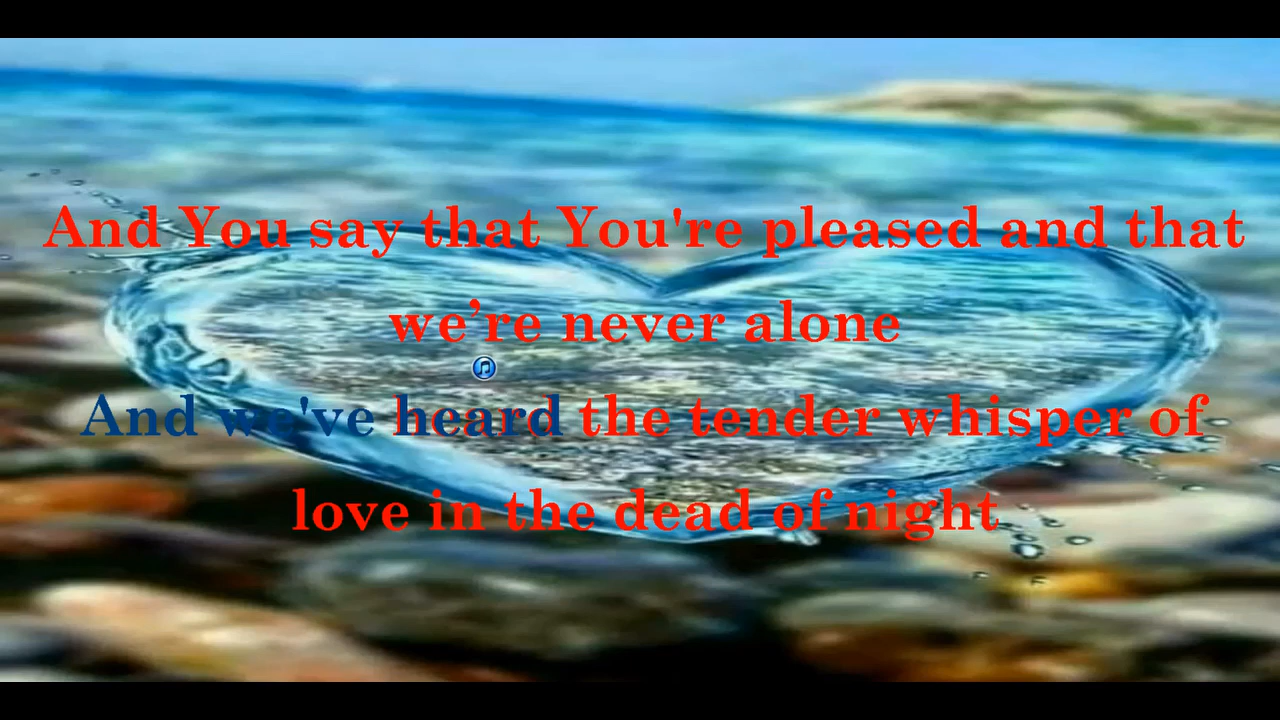 And You say that You're pleased and that
we’re never alone
And we've heard the tender whisper of
love in the dead of night